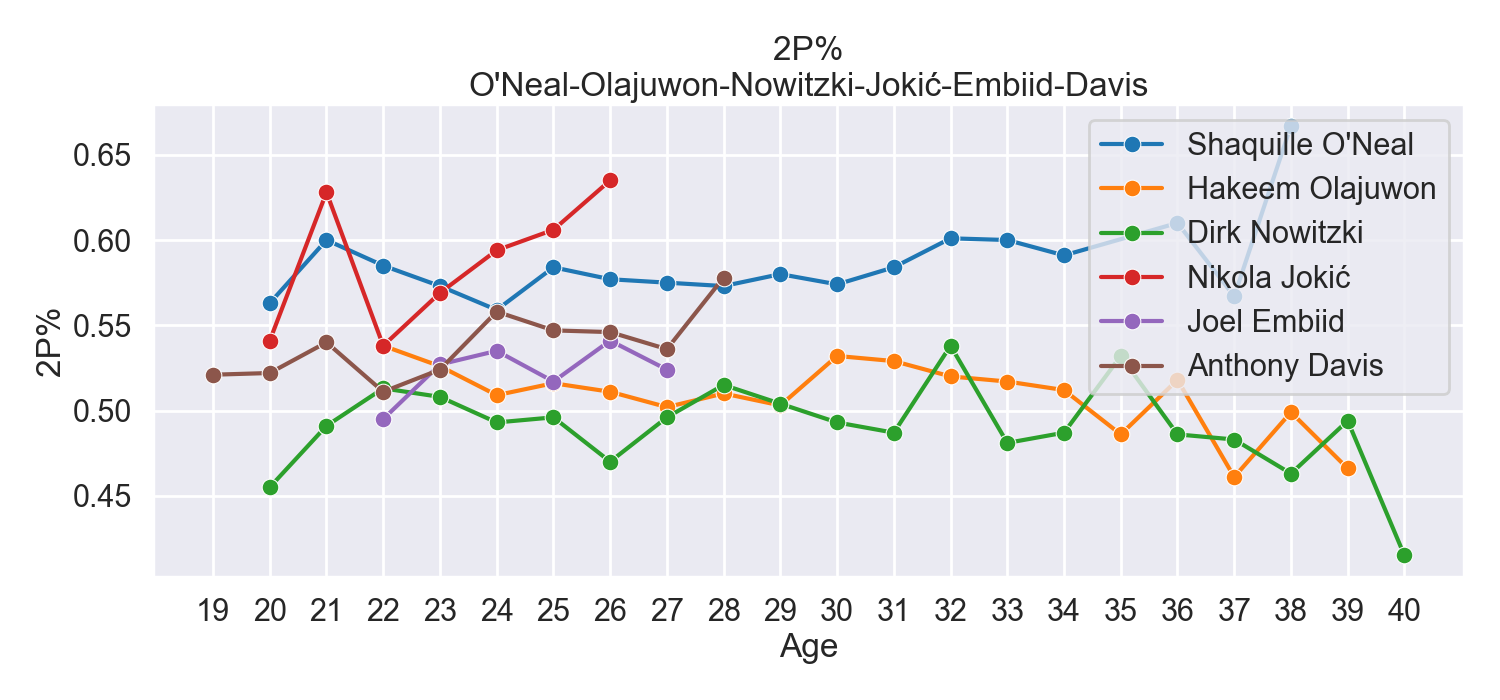 2P%
O'Neal-Olajuwon-Nowitzki-Jokić-Embiid-Davis
0.65
0.60
0.55
0.50
0.45
2P%
Shaquille O'Neal
Hakeem Olajuwon
Dirk Nowitzki
Nikola Jokić
Joel Embiid
Anthony Davis
19 20 21 22 23 24 25 26 27 28 29 30 31 32 33 34 35 36 37 38 39 40
Age